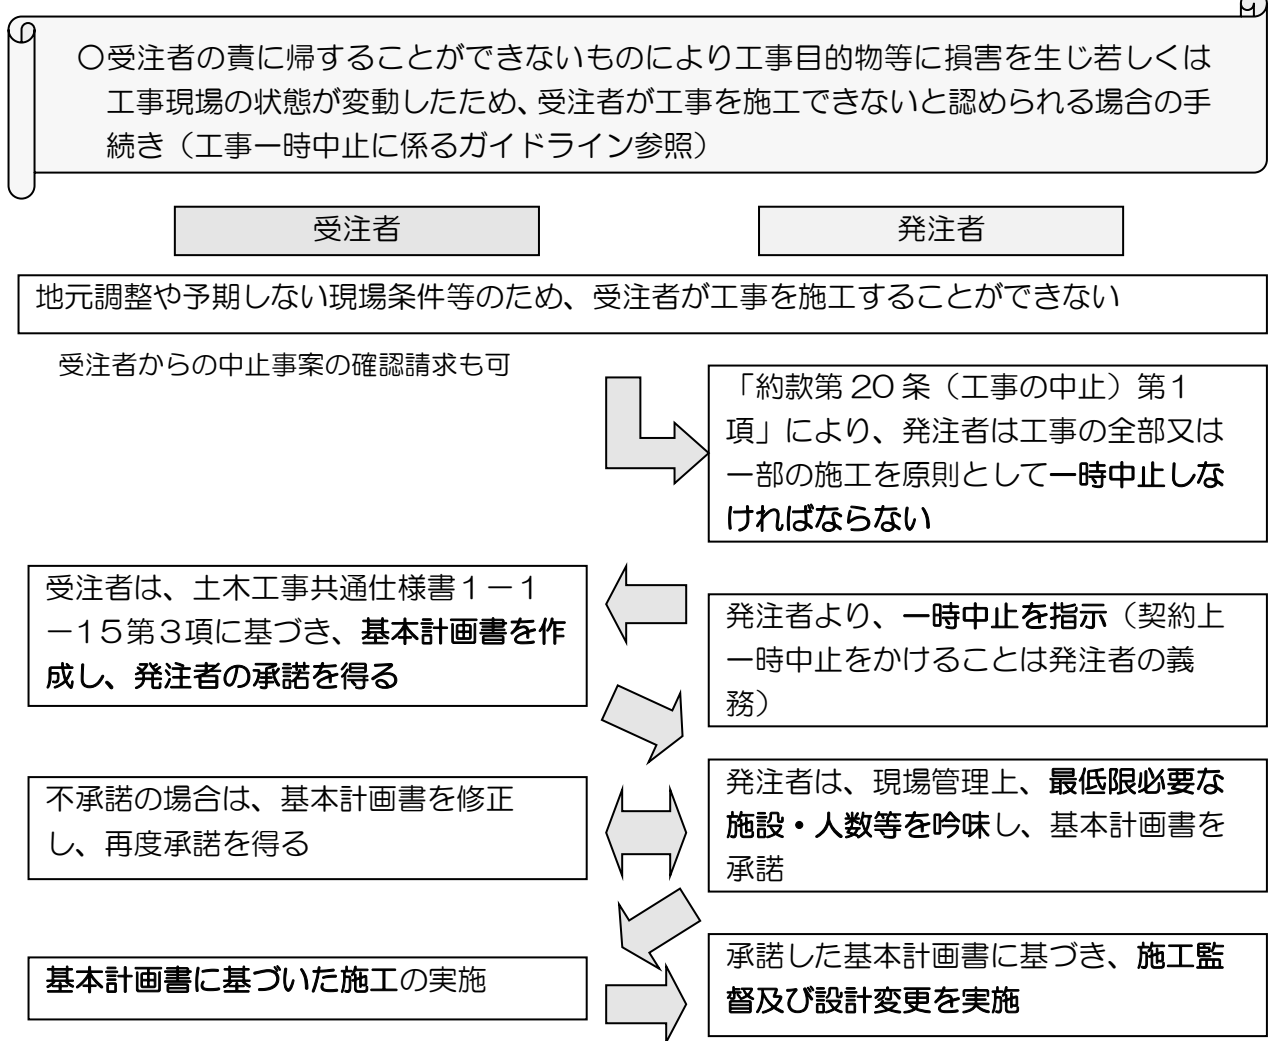 〇受注者の責に帰することができないものにより工事目的物等に損害を生じ若しくは
工事現場の状態が変動したため、受注者が工事を施工できないと認められる場合の手
続き（工事一時中止に係るガイドライン参照）
受注者
発注者
地元調整や予期しない現場条件等のため、受注者が工事を施工することができない
受注者からの中止事案の確認請求も可
「約款第 20 条（工事の中止）第１
項」により、発注者は工事の全部又は
一部の施工を原則として一時中止しな
ければならない
発注者より、一時中止を指示（契約上
一時中止をかけることは発注者の義
務）
受注者は、土木工事共通仕様書１－１
－１５第３項に基づき、基本計画書を作
成し、発注者の承諾を得る
発注者は、現場管理上、最低限必要な
施設・人数等を吟味し、基本計画書を
承諾
不承諾の場合は、基本計画書を修正
し、再度承諾を得る
基本計画書に基づいた施工の実施
承諾した基本計画書に基づき、施工監
督及び設計変更を実施